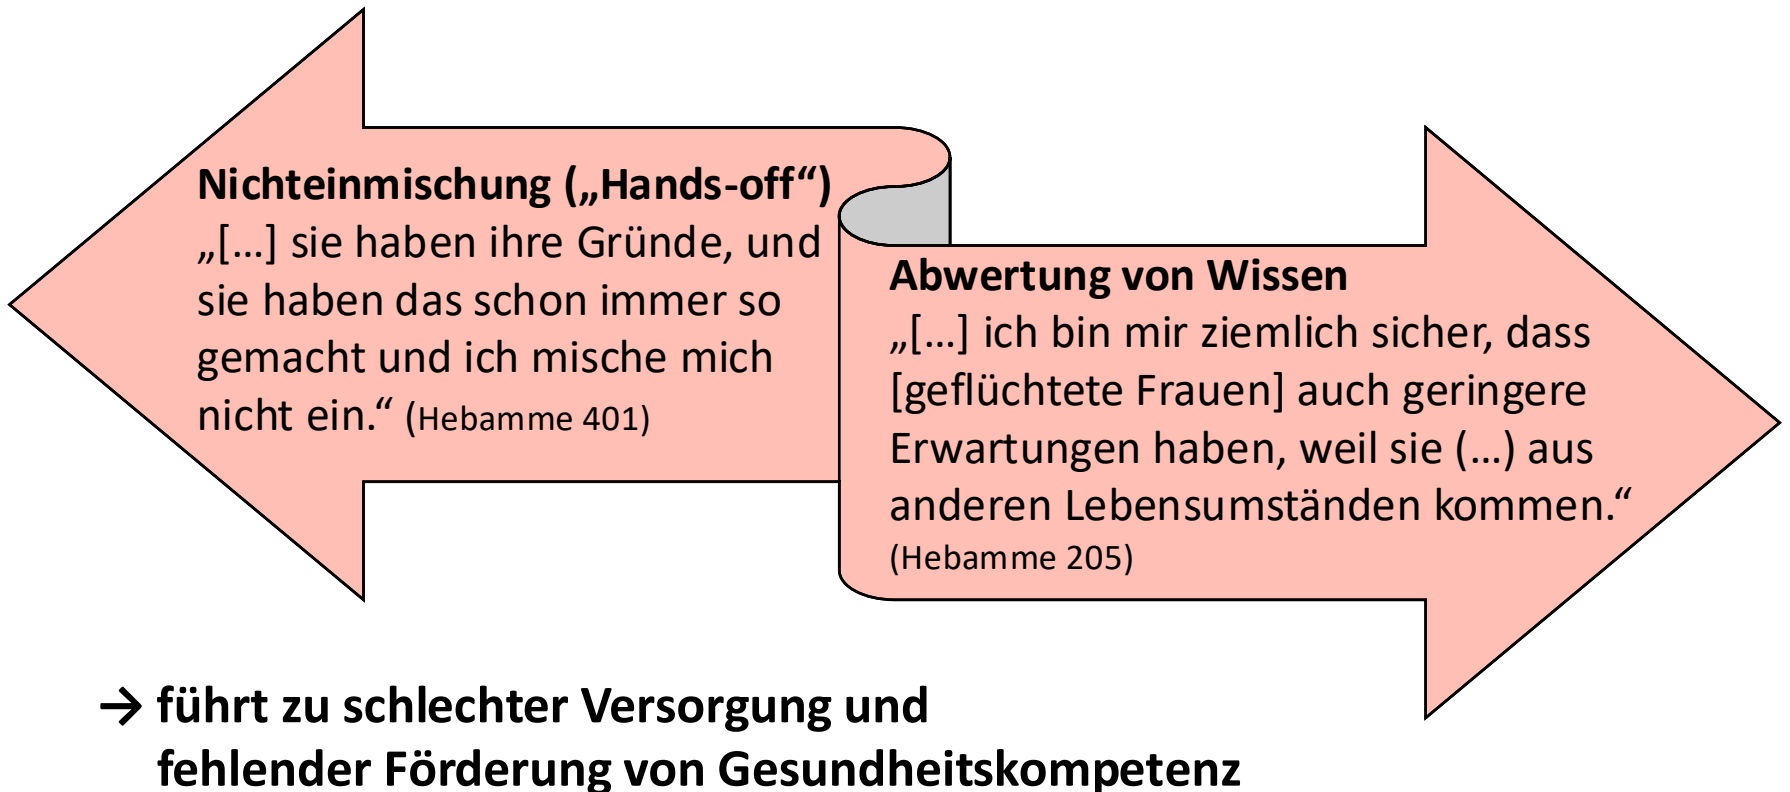 Nichteinmischung („Hands-off“)
„[…] sie haben ihre Gründe, und
sie haben das schon immer so
gemacht und ich mische mich
nicht ein.“ (Hebamme 401)
Abwertung von Wissen
„[…] ich bin mir ziemlich sicher, dass
[geflüchtete Frauen] auch geringere
Erwartungen haben, weil sie (…) aus
anderen Lebensumständen kommen.“
(Hebamme 205)
→ führt zu schlechter Versorgung und
fehlender Förderung von Gesundheitskompetenz